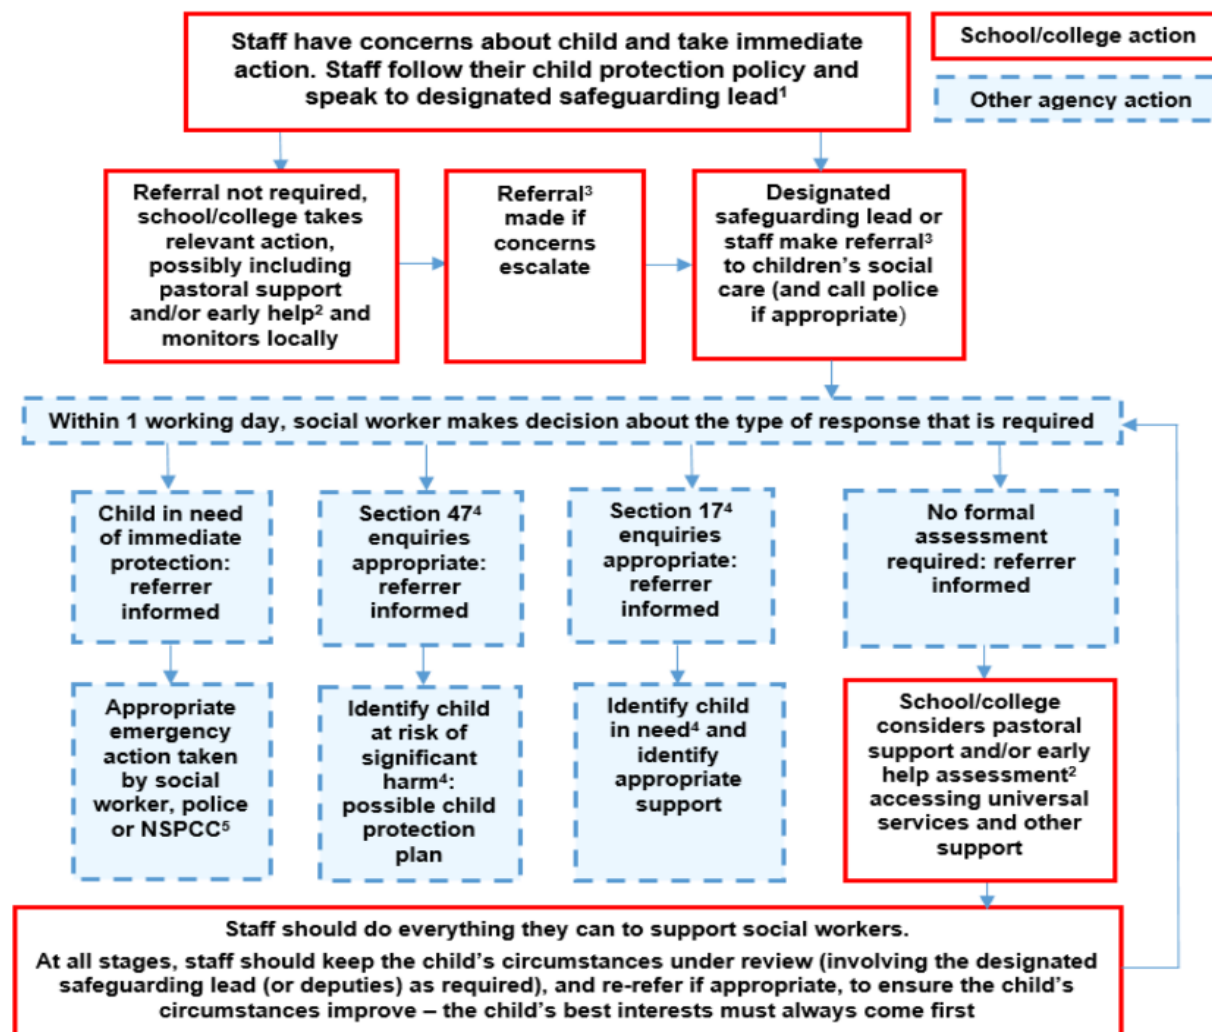 Staff have concerns about child and take immediate
action. Staff follow their child protection policy and
speak to designated safeguarding lead¹
School/college action
Other agency action
Referral not required,
school/college takes
relevant action,
possibly including
pastoral support
and/or early help² and
monitors locally
Referral³
made if
concerns
escalate
Designated
safeguarding lead or
staff make referral³
to children’s social
care (and call police
if appropriate)
Within 1 working day, social worker makes decision about the type of response that is required
Child in need
of immediate
protection:
referrer
informed
Section 47⁴
enquiries
appropriate:
referrer
informed
Section 17⁴
enquiries
appropriate:
referrer
informed
No formal
assessment
required: referrer
informed
Appropriate
emergency
action taken
by social
worker, police
or NSPCC⁵
Identify child
at risk of
significant
harm⁴:
possible child
protection
plan
Identify child
in need⁴ and
identify
appropriate
support
School/college
considers pastoral
support and/or early
help assessment²
accessing universal
services and other
support
Staff should do everything they can to support social workers.
At all stages, staff should keep the child’s circumstances under review (involving the designated
safeguarding lead (or deputies) as required), and re-refer if appropriate, to ensure the child’s
circumstances improve – the child’s best interests must always come first